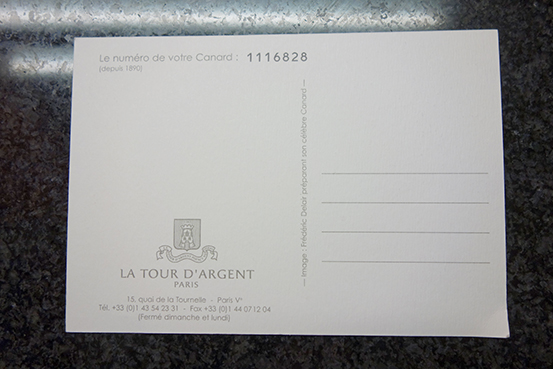 Le numéro de votre Canard : 1116828
(depuis 1890)
— Image : Frédéric Delair préparant son célèbre Canard —
LA TOUR D'ARGENT
PARIS
15, quai de la Tournelle - Paris Vᵉ
Tél. +33 (0)1 43 54 23 31 - Fax +33 (0)1 44 07 12 04
(Fermé dimanche et lundi)